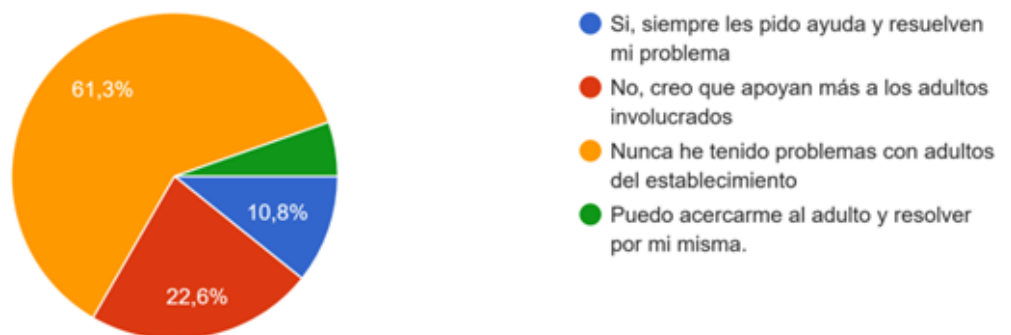 61,3%
10,8%
22,6%
Si, siempre les pido ayuda y resuelven
mi problema
No, creo que apoyan más a los adultos
involucrados
Nunca he tenido problemas con adultos
del establecimiento
Puedo acercarme al adulto y resolver
por mi misma.